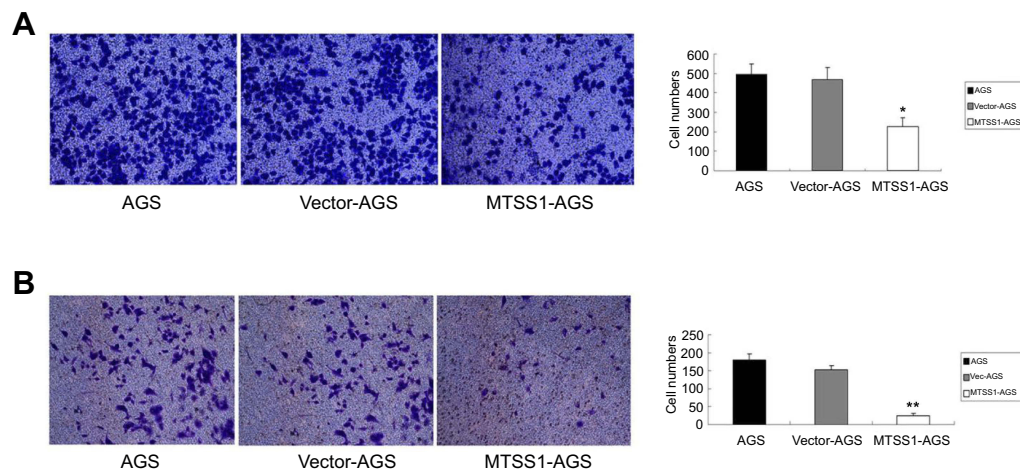 A
AGS
Vector-AGS
MTSS1-AGS
Cell numbers
600
500
400
300
200
100
0
*
AGS
Vector-AGS
MTSS1-AGS
AGS
Vector-AGS
MTSS1-AGS
B
AGS
Vector-AGS
MTSS1-AGS
Cell numbers
250
200
150
100
50
0
**
AGS
Vector-AGS
MTSS1-AGS
AGS
Vec-AGS
MTSS1-AGS